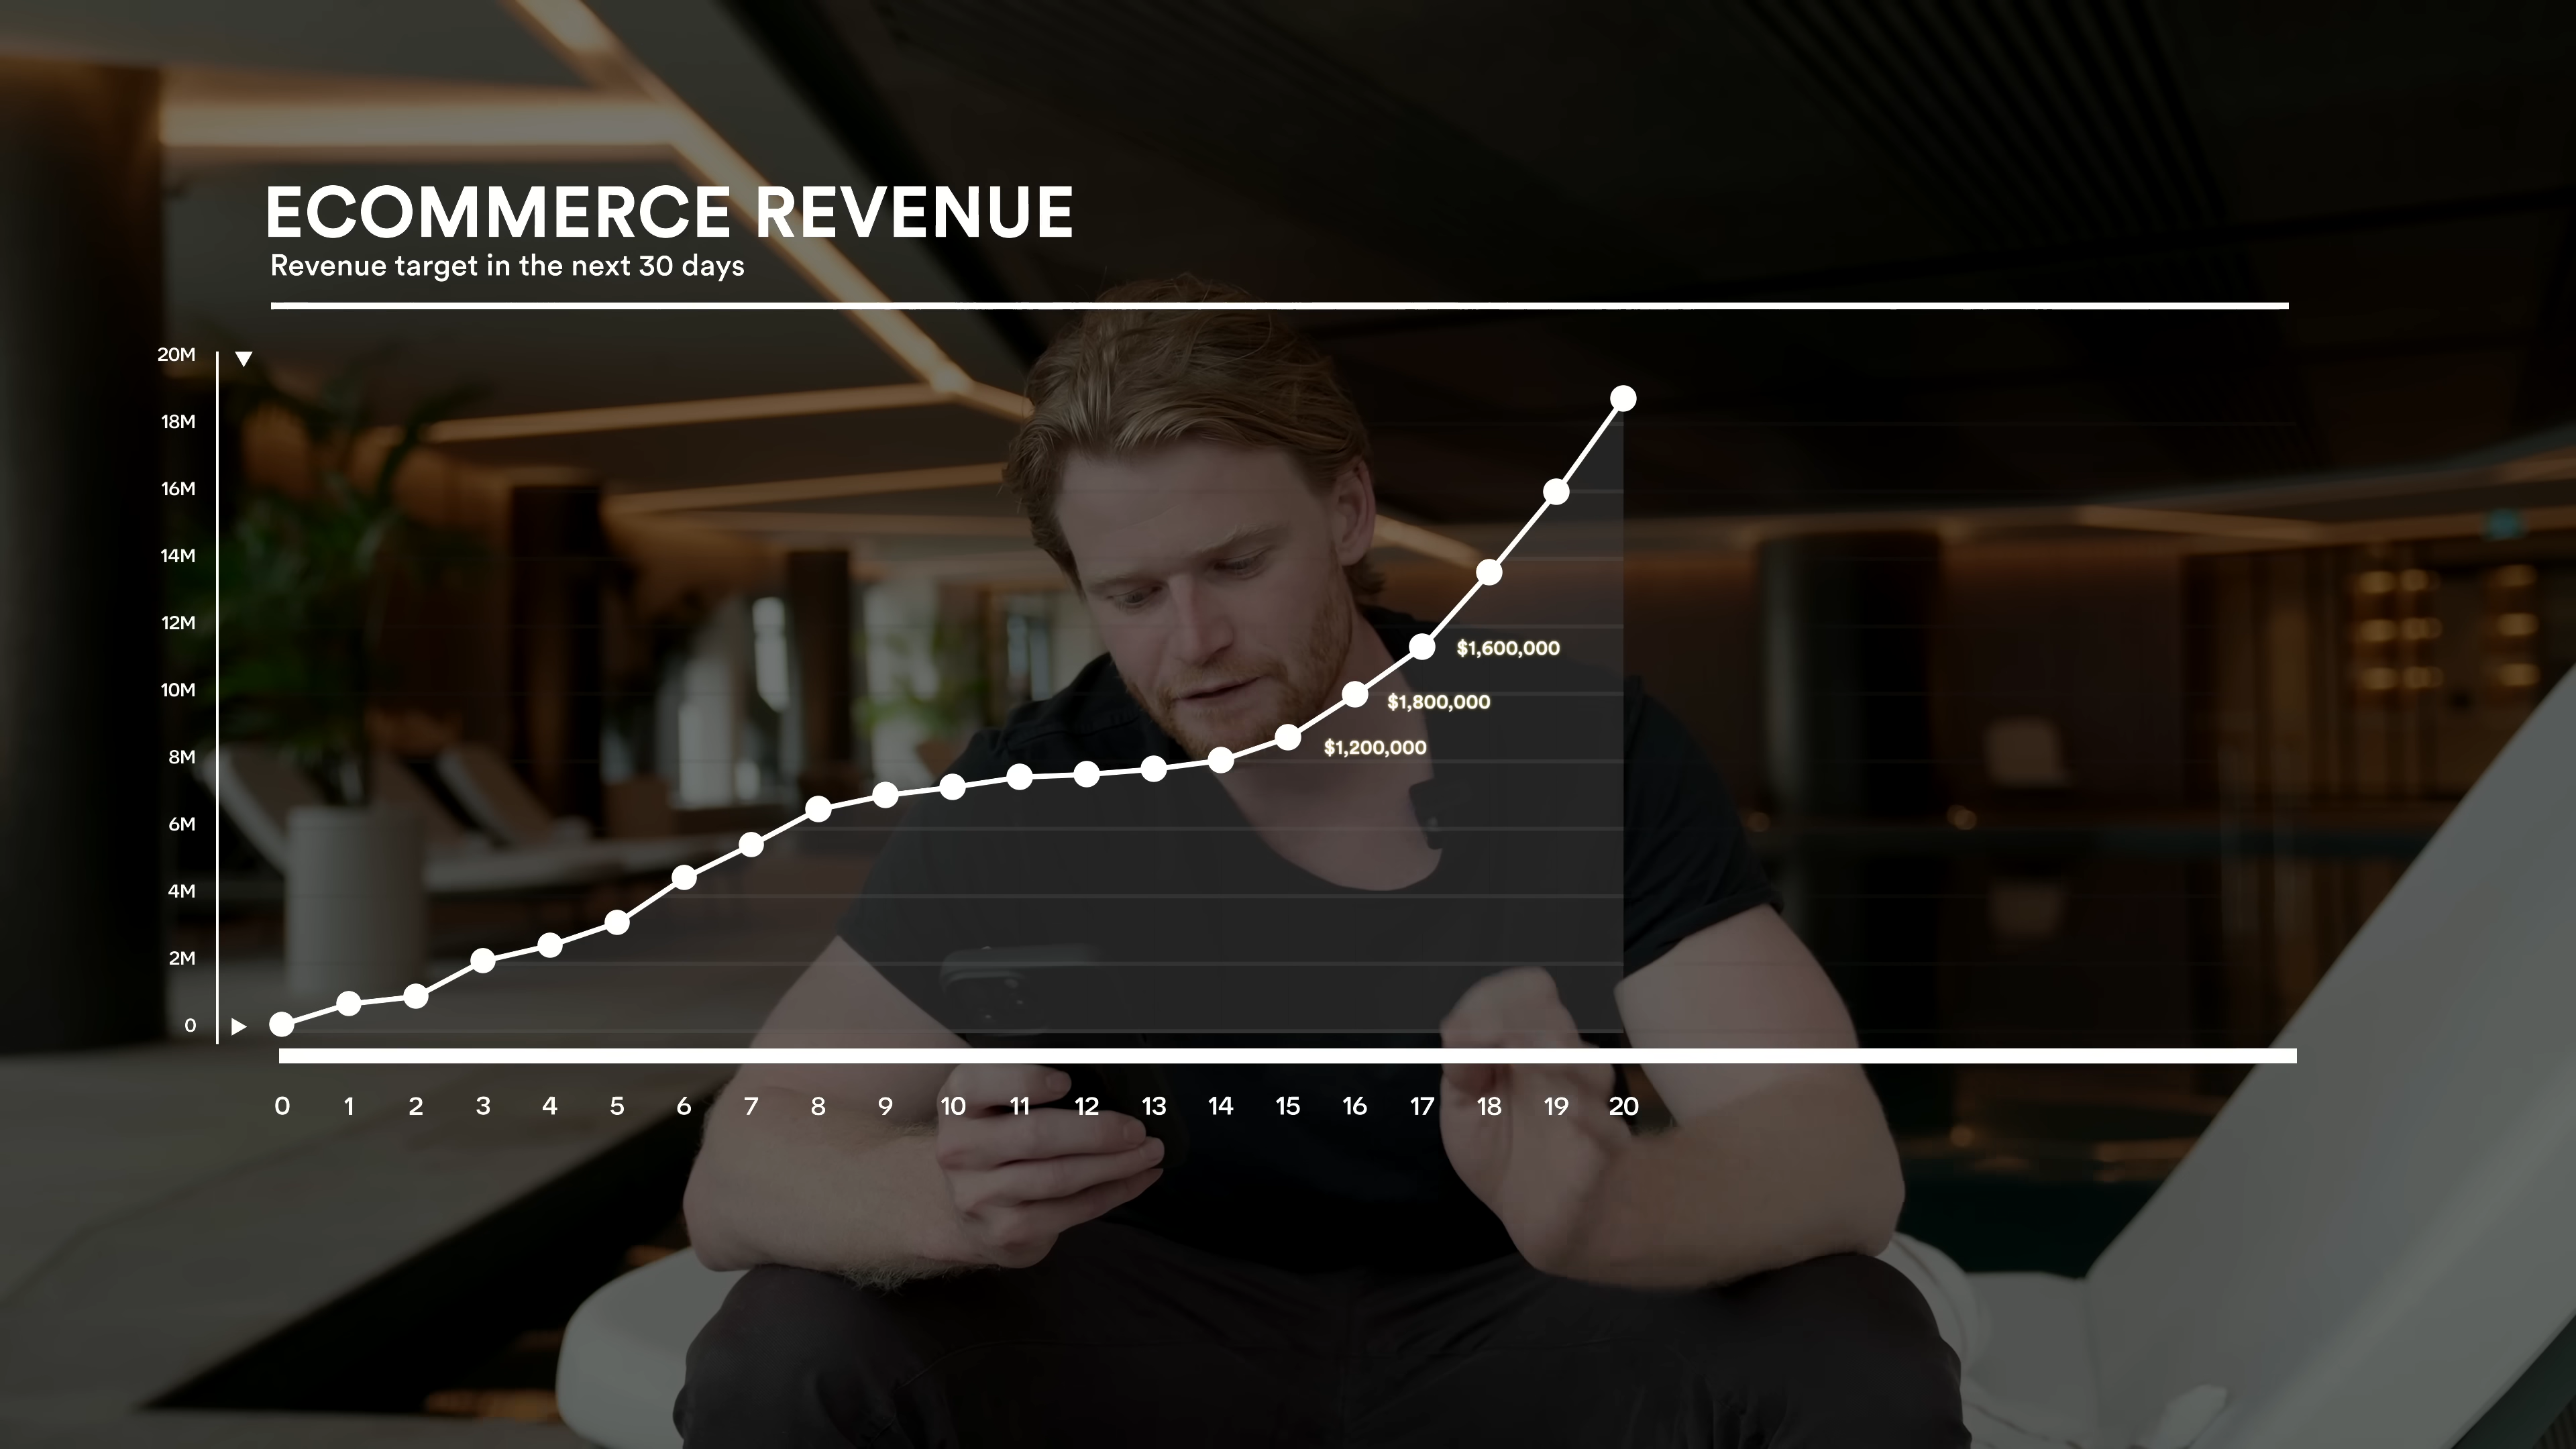 ECOMMERCE REVENUE
Revenue target in the next 30 days
20M
18M
16M
14M
12M
10M
8M
6M
4M
2M
0
$1,600,000
$1,800,000
$1,200,000
0 1 2 3 4 5 6 7 8 9 10 11 12 13 14 15 16 17 18 19 20